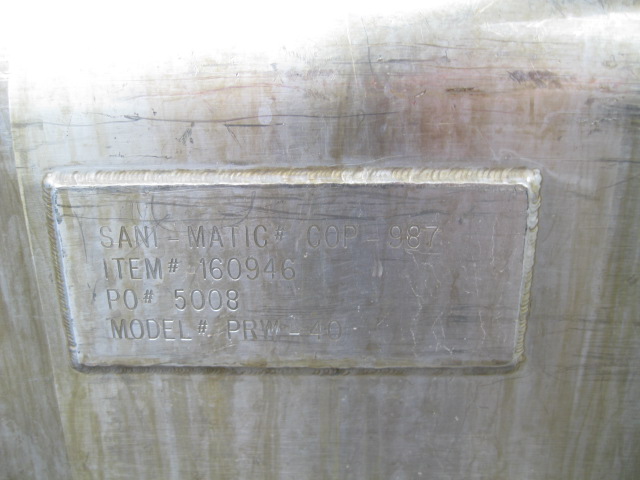 SANI-MATIC# COP-987
ITEM# 160946
PO# 5008
MODEL# PRW-40